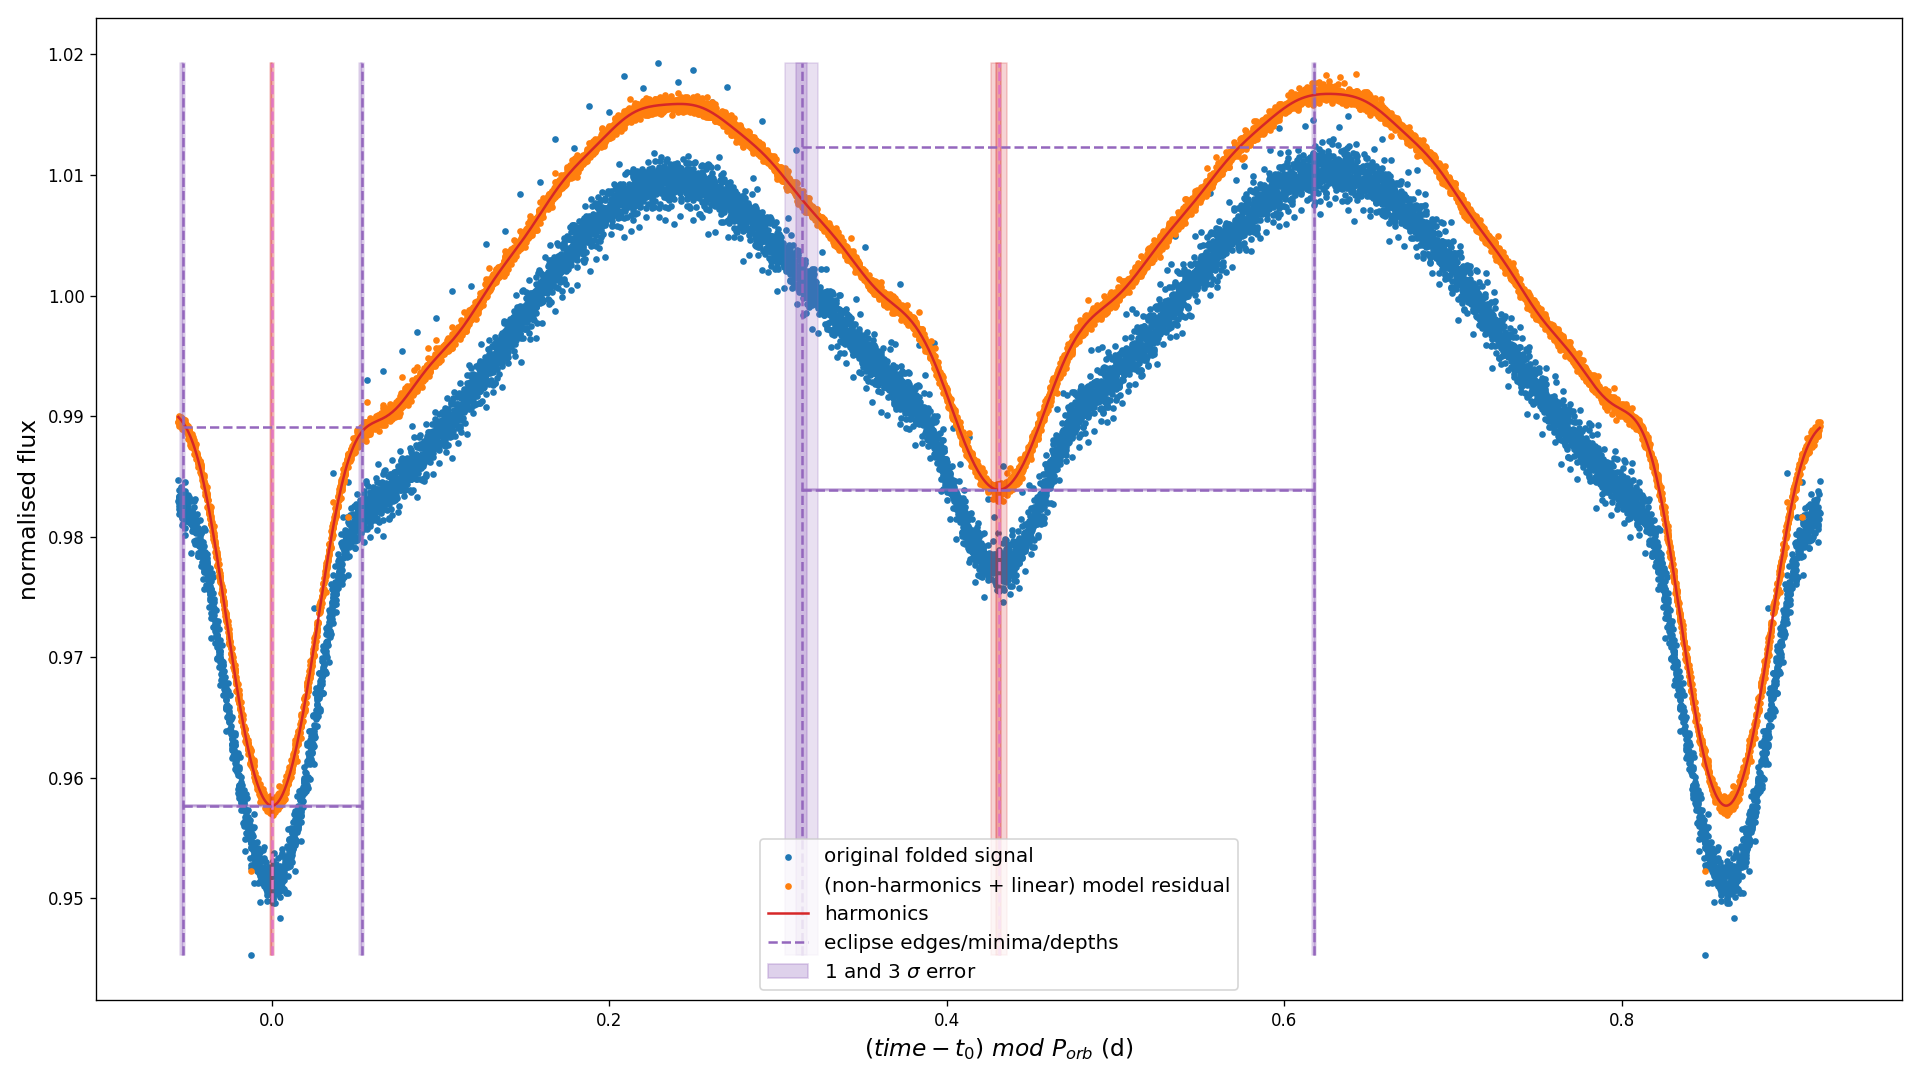 1.02
1.01
1.00
0.99
0.98
0.97
0.96
0.95
normalised flux
original folded signal
(non-harmonics + linear) model residual
harmonics
eclipse edges/minima/depths
1 and 3 σ error
0.0 0.2 0.4 0.6 0.8
(time − t₀) mod Pₒᵣb (d)